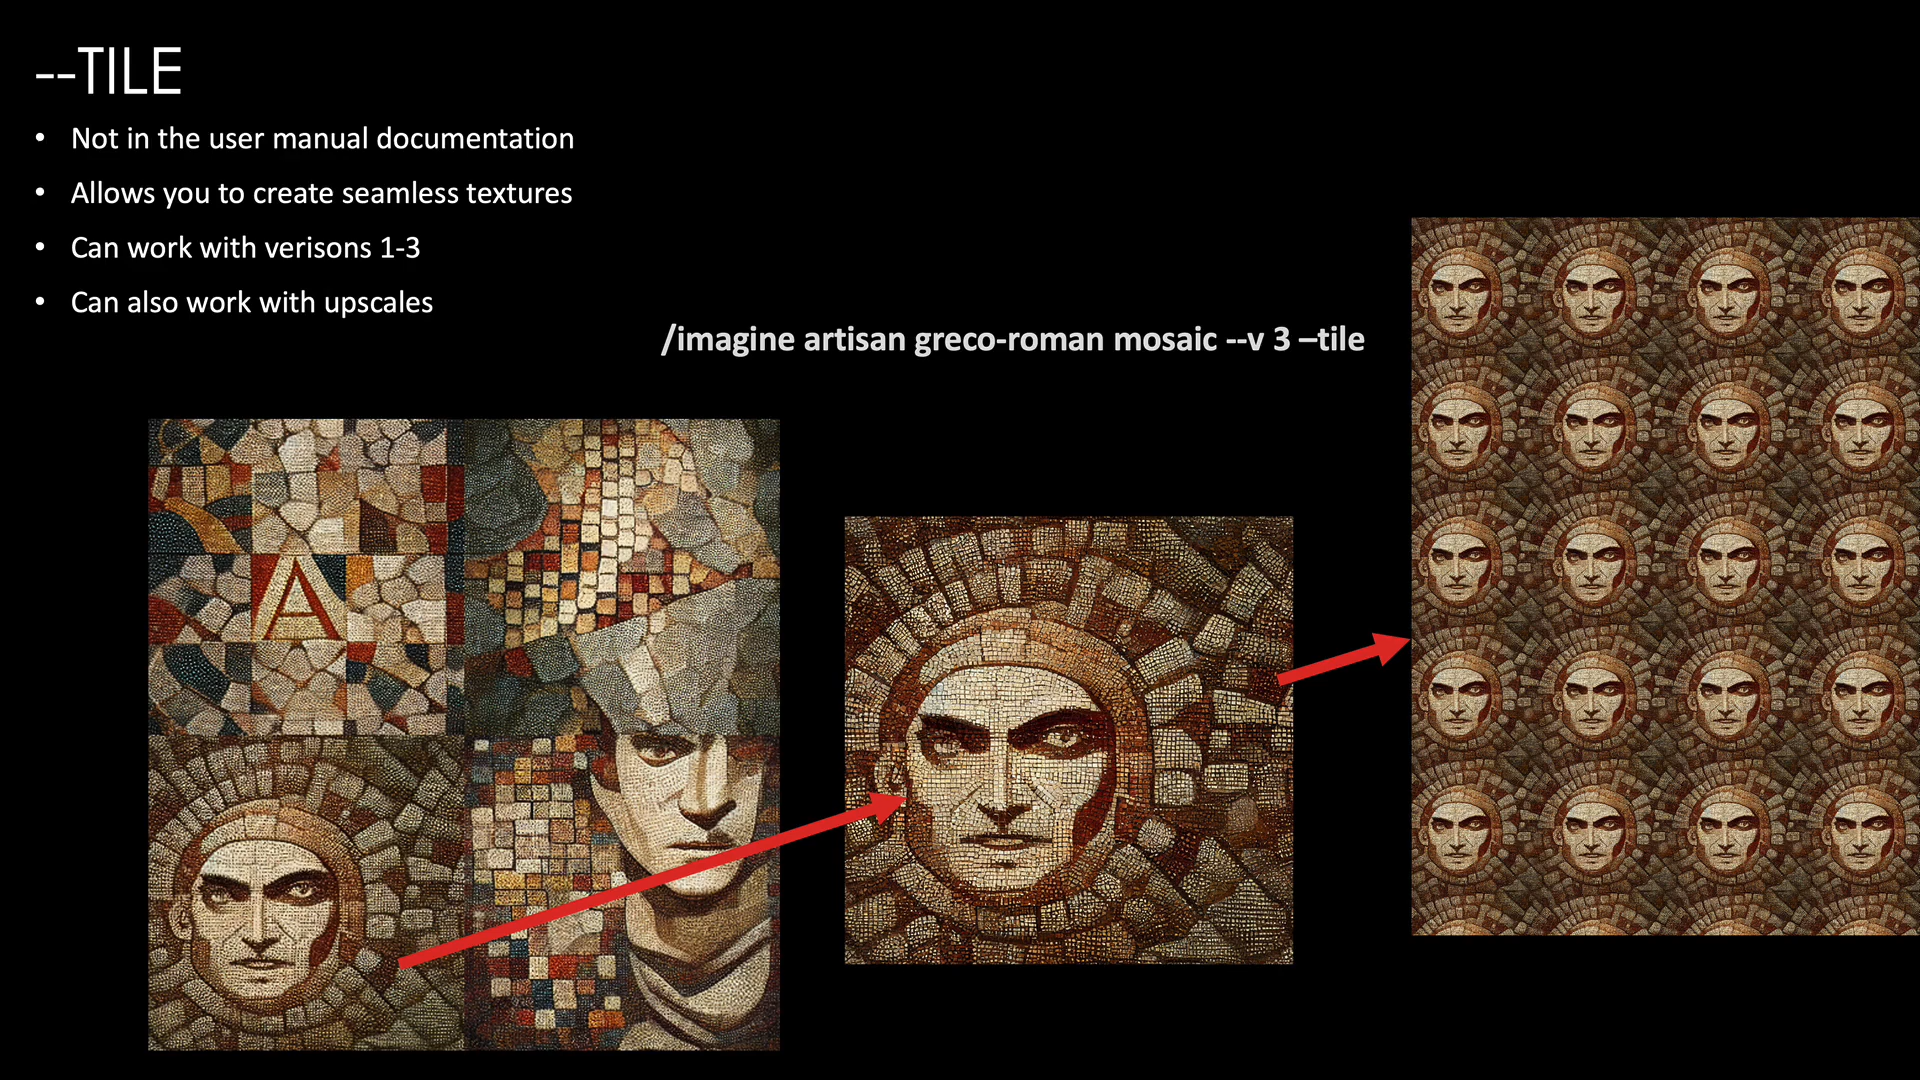 --TILE
• Not in the user manual documentation
• Allows you to create seamless textures
• Can work with verisons 1-3
• Can also work with upscales
/imagine artisan greco-roman mosaic --v 3 –tile
A